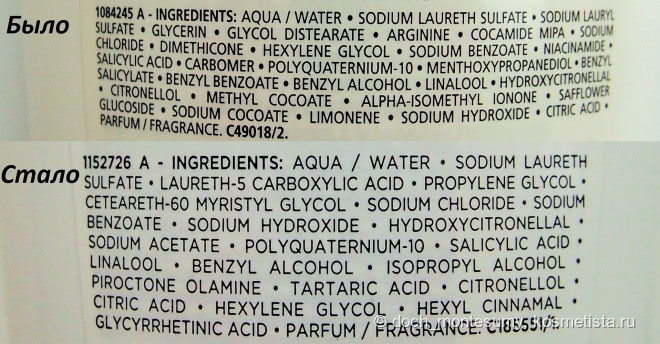 Было
1084245 A - INGREDIENTS: AQUA / WATER • SODIUM LAURETH SULFATE • SODIUM LAURYL
SULFATE • GLYCERIN • GLYCOL DISTEARATE • ARGININE • COCAMIDE MIPA • SODIUM
CHLORIDE • DIMETHICONE • HEXYLENE GLYCOL • SODIUM BENZOATE • NIACINAMIDE •
SALICYLIC ACID • CARBOMER • POLYQUATERNIUM-10 • MENTHOXYPROPANEDIOL • BENZYL
SALICYLATE • BENZYL BENZOATE • BENZYL ALCOHOL • LINALOOL • HYDROXYCITRONELLAL
• CITRONELLOL • METHYL COCOATE • ALPHA-ISOMETHYL IONONE • SAFFLOWER
GLUCOSIDE • SODIUM COCOATE • LIMONENE • SODIUM HYDROXIDE • CITRIC ACID •
PARFUM / FRAGRANCE. C49018/2.
Стало
1152726 A - INGREDIENTS: AQUA / WATER • SODIUM LAURETH
SULFATE • LAURETH-5 CARBOXYLIC ACID • PROPYLENE GLYCOL •
CETEARETH-60 MYRISTYL GLYCOL • SODIUM CHLORIDE • SODIUM
BENZOATE • SODIUM HYDROXIDE • HYDROXYCITRONELLAL •
SODIUM ACETATE • POLYQUATERNIUM-10 • SALICYLIC ACID •
LINALOOL • BENZYL ALCOHOL • ISOPROPYL ALCOHOL •
PIROCTONE OLAMINE • TARTARIC ACID • CITRONELLOL •
CITRIC ACID • HEXYLENE GLYCOL • HEXYL CINNAMAL •
GLYCYRRHETINIC ACID • PARFUM / FRAGRANCE.
© doch_montesumy.kosmetista.ru